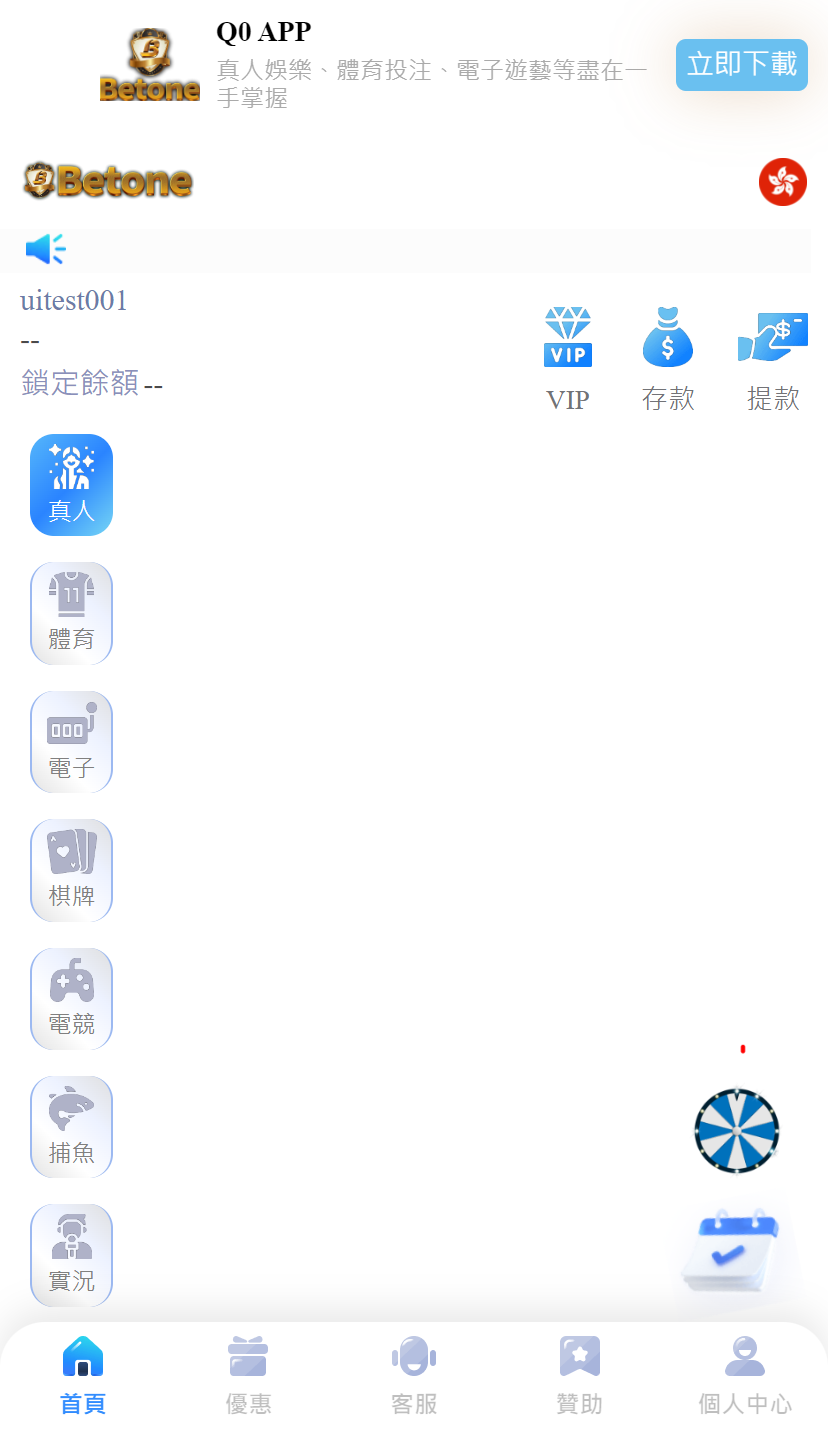 Q0 APP
真人娛樂、體育投注、電子遊藝等盡在一
手掌握
立即下載
Betone
Betone
uitest001
--
鎖定餘額 --
VIP
VIP
存款
提款
真人
11
體育
000
電子
棋牌
電競
捕魚
實況
首頁
優惠
客服
贊助
個人中心